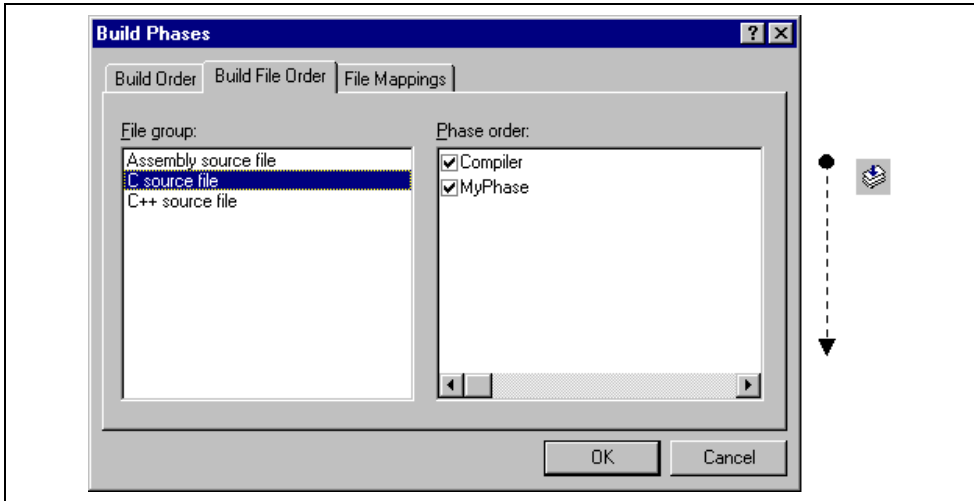 Build Phases
Build Order Build File Order File Mappings
File group: Phase order:
Assembly source file
C source file
C++ source file
Compiler
MyPhase
OK Cancel